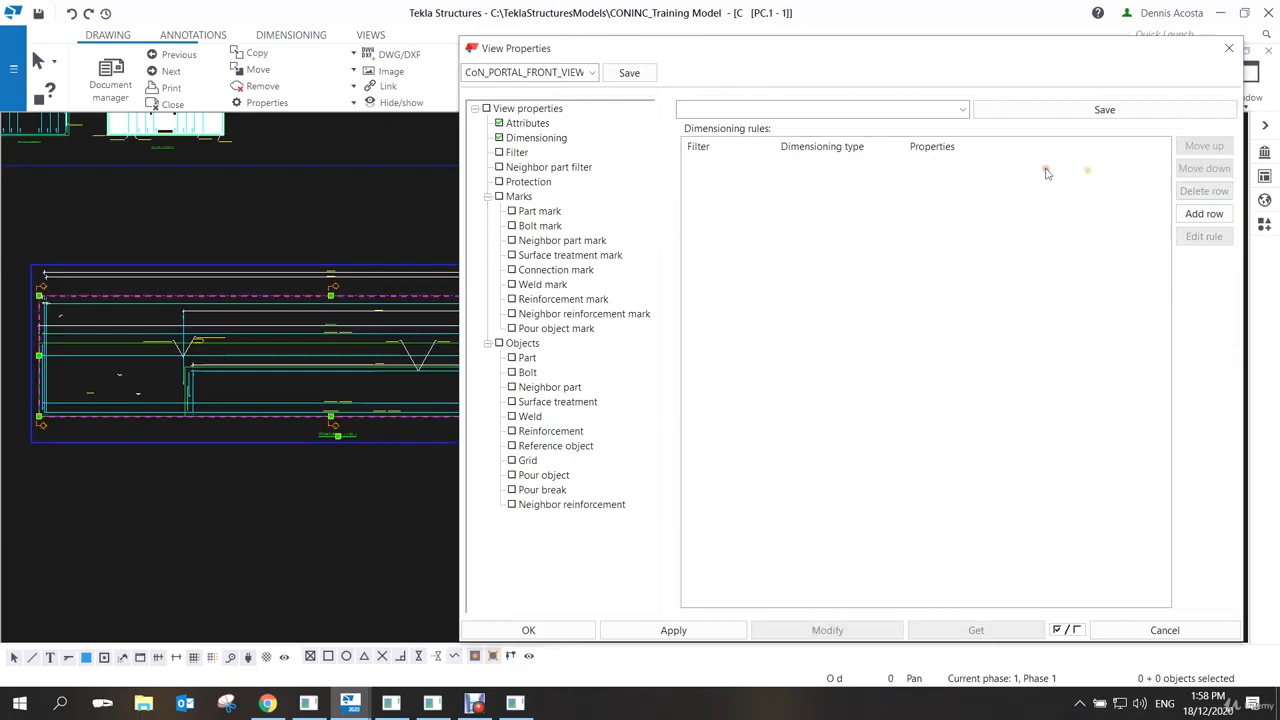 Tekla Structures - C:\TeklaStructuresModels\CONINC_Training Model - [C [PC.1 - 1]]
Dennis Acosta
DRAWING ANNOTATIONS DIMENSIONING VIEWS
Quick Launch
Document manager
Previous
Next
Print
Close
Copy
Move
Remove
Properties
DWG/DXF
Image
Link
Hide/show
View Properties
CoN_PORTAL_FRONT_VIEW
Save
View properties
Attributes
Dimensioning
Filter
Neighbor part filter
Protection
Marks
Part mark
Bolt mark
Neighbor part mark
Surface treatment mark
Connection mark
Weld mark
Reinforcement mark
Neighbor reinforcement mark
Pour object mark
Objects
Part
Bolt
Neighbor part
Surface treatment
Weld
Reinforcement
Reference object
Grid
Pour object
Pour break
Neighbor reinforcement
Save
Dimensioning rules:
Filter Dimensioning type Properties
Move up
Move down
Delete row
Add row
Edit rule
OK Apply Modify Get Cancel
O d 0 Pan Current phase: 1, Phase 1 0 + 0 objects selected
ENG
1:58 PM
18/12/2020